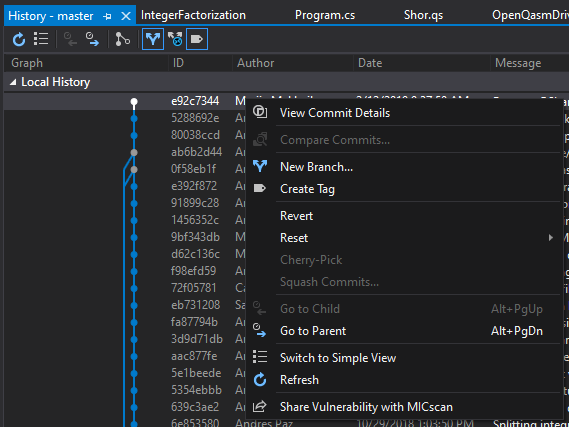 History - master
IntegerFactorization
Program.cs
Shor.qs
OpenQasmDriv
Graph
ID
Author
Date
Message
Local History
e92c7344
5288692e
80038ccd
ab6b2d44
0f58eb1f
e392f872
91899c28
1456352c
9bf343db
d62c136c
f98efd59
72f05781
eb731208
fa87794b
3d9d71db
aac877fe
5e1beede
5354ebbb
639c3ae2
6e853580 Andres Paz 10/29/2018 1:03:50 PM Splitting integ
View Commit Details
Compare Commits...
New Branch...
Create Tag
Revert
Reset
Cherry-Pick
Squash Commits...
Go to Child Alt+PgUp
Go to Parent Alt+PgDn
Switch to Simple View
Refresh
Share Vulnerability with MICscan